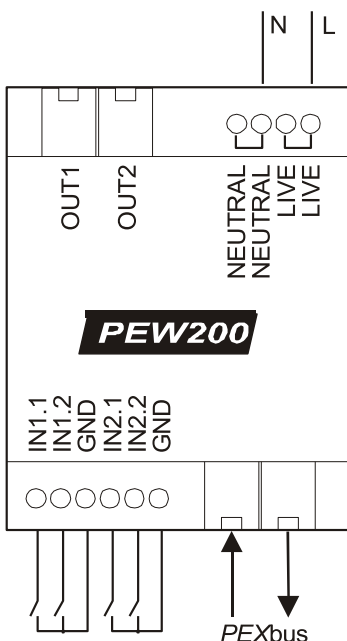 N L
OUT1
OUT2
NEUTRAL
NEUTRAL
LIVE
LIVE
PEW200
IN1.1
IN1.2
GND
IN2.1
IN2.2
GND
PEXbus